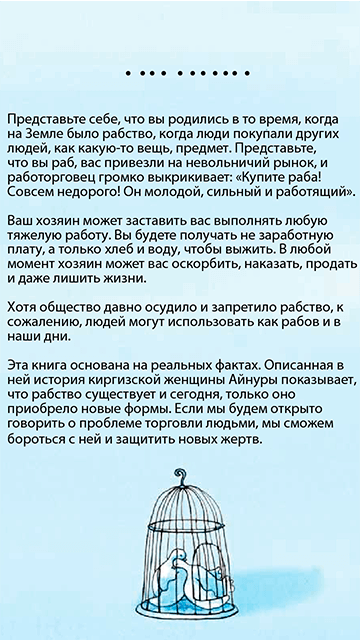 Представьте себе, что вы родились в то время, когда
на Земле было рабство, когда люди покупали других
людей, как какую-то вещь, предмет. Представьте,
что вы раб, вас привезли на невольничий рынок, и
работорговец громко выкрикивает: «Купите раба!
Совсем недорого! Он молодой, сильный и работящий».
Ваш хозяин может заставить вас выполнять любую
тяжелую работу. Вы будете получать не заработную
плату, а только хлеб и воду, чтобы выжить. В любой
момент хозяин может вас оскорбить, наказать, продать
и даже лишить жизни.
Хотя общество давно осудило и запретило рабство, к
сожалению, людей могут использовать как рабов и в
наши дни.
Эта книга основана на реальных фактах. Описанная в
ней история киргизской женщины Айнуры показывает,
что рабство существует и сегодня, только оно
приобрело новые формы. Если мы будем открыто
говорить о проблеме торговли людьми, мы сможем
бороться с ней и защитить новых жертв.